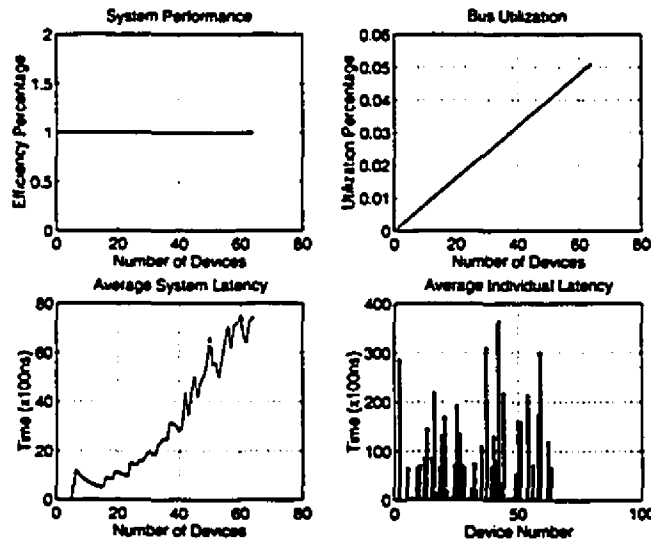 System Performance
2
1.5
1
0.5
0
0 20 40 60 80
Efficiency Percentage
Number of Devices
Bus Utilization
0.06
0.05
0.04
0.03
0.02
0.01
0
0 20 40 60 80
Utilization Percentage
Number of Devices
Average System Latency
80
60
40
20
0
0 20 40 60 80
Time (x100ns)
Number of Devices
Average Individual Latency
400
300
200
100
0
0 50 100
Time (x100ns)
Device Number